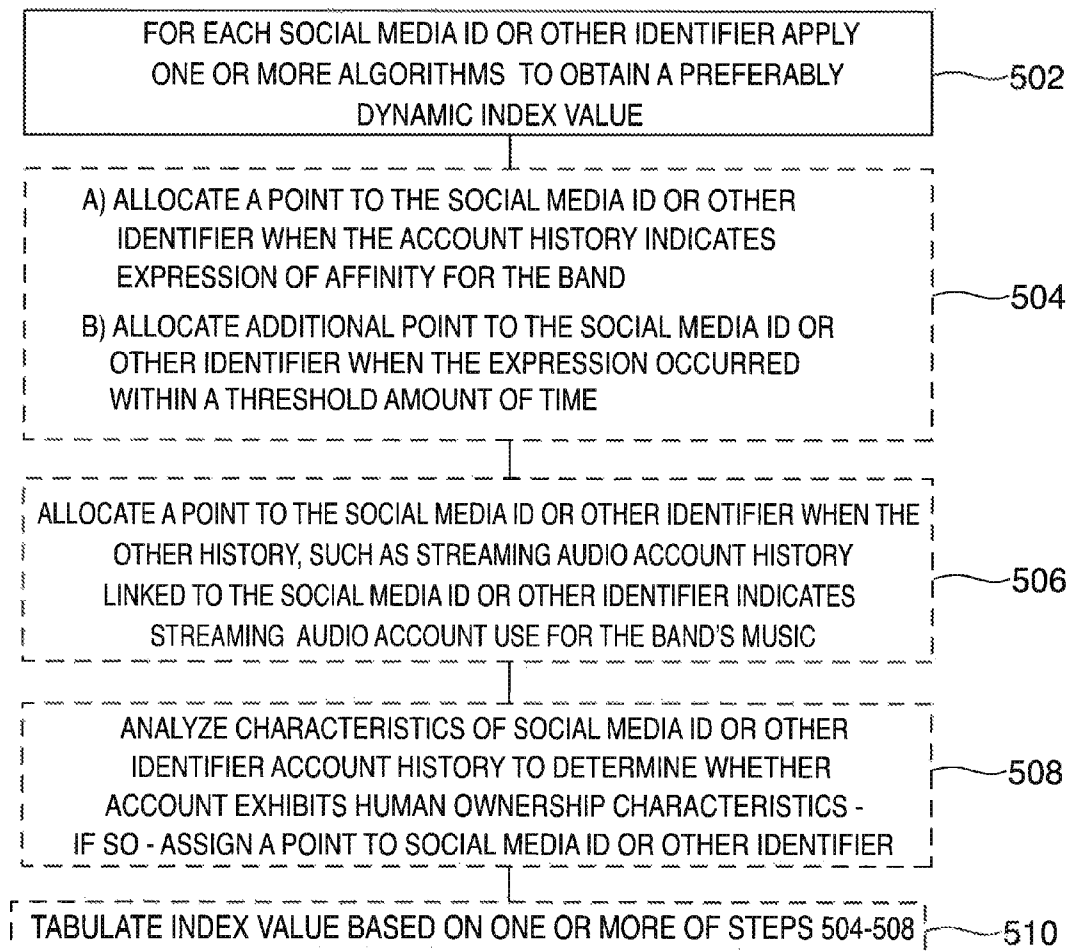 FOR EACH SOCIAL MEDIA ID OR OTHER IDENTIFIER APPLY
ONE OR MORE ALGORITHMS TO OBTAIN A PREFERABLY
DYNAMIC INDEX VALUE
502
A) ALLOCATE A POINT TO THE SOCIAL MEDIA ID OR OTHER
IDENTIFIER WHEN THE ACCOUNT HISTORY INDICATES
EXPRESSION OF AFFINITY FOR THE BAND
B) ALLOCATE ADDITIONAL POINT TO THE SOCIAL MEDIA ID OR
OTHER IDENTIFIER WHEN THE EXPRESSION OCCURRED
WITHIN A THRESHOLD AMOUNT OF TIME
504
ALLOCATE A POINT TO THE SOCIAL MEDIA ID OR OTHER IDENTIFIER WHEN THE
OTHER HISTORY, SUCH AS STREAMING AUDIO ACCOUNT HISTORY
LINKED TO THE SOCIAL MEDIA ID OR OTHER IDENTIFIER INDICATES
STREAMING AUDIO ACCOUNT USE FOR THE BAND'S MUSIC
506
ANALYZE CHARACTERISTICS OF SOCIAL MEDIA ID OR OTHER
IDENTIFIER ACCOUNT HISTORY TO DETERMINE WHETHER
ACCOUNT EXHIBITS HUMAN OWNERSHIP CHARACTERISTICS -
IF SO - ASSIGN A POINT TO SOCIAL MEDIA ID OR OTHER IDENTIFIER
508
TABULATE INDEX VALUE BASED ON ONE OR MORE OF STEPS 504-508
510